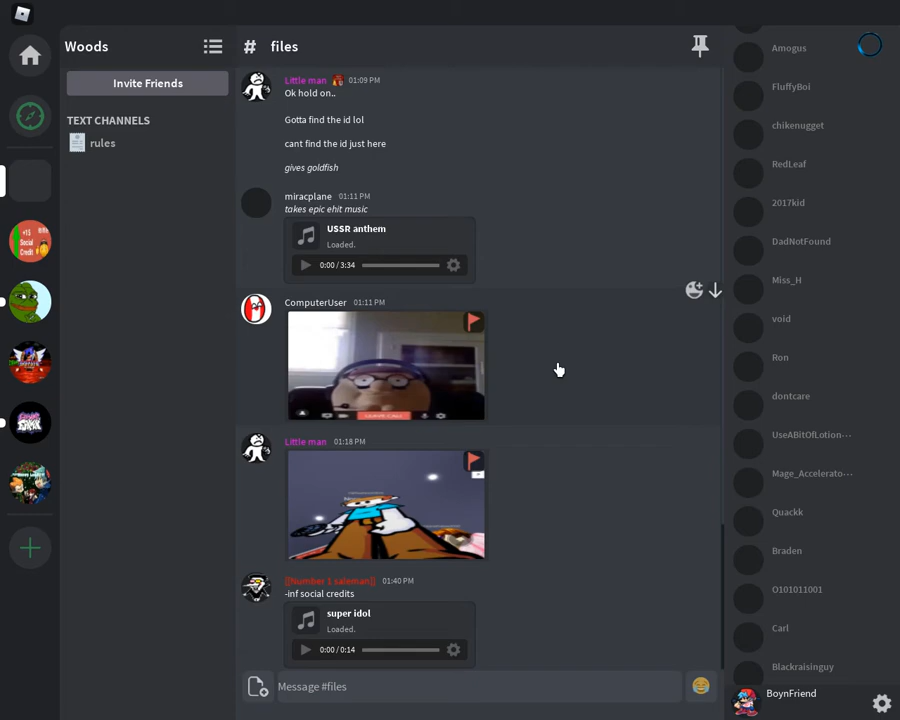 Woods
# files
Invite Friends
TEXT CHANNELS
rules
Little man 01:09 PM
Ok hold on..
Gotta find the id lol
cant find the id just here
gives goldfish
miracplane 01:11 PM
takes epic ehit music
USSR anthem
Loaded.
0:00 / 3:34
ComputerUser 01:11 PM
Little man 01:18 PM
[[Number 1 saleman]] 01:40 PM
-inf social credits
super idol
Loaded.
0:00 / 0:14
Message #files
+15
Social
Credit
Amogus
FluffyBoi
chikenugget
RedLeaf
2017kid
DadNotFound
Miss_H
void
Ron
dontcare
UseABitOfLotion···
Mage_Accelerato···
Quackk
Braden
O101011001
Carl
Blackraisinguy
BoynFriend